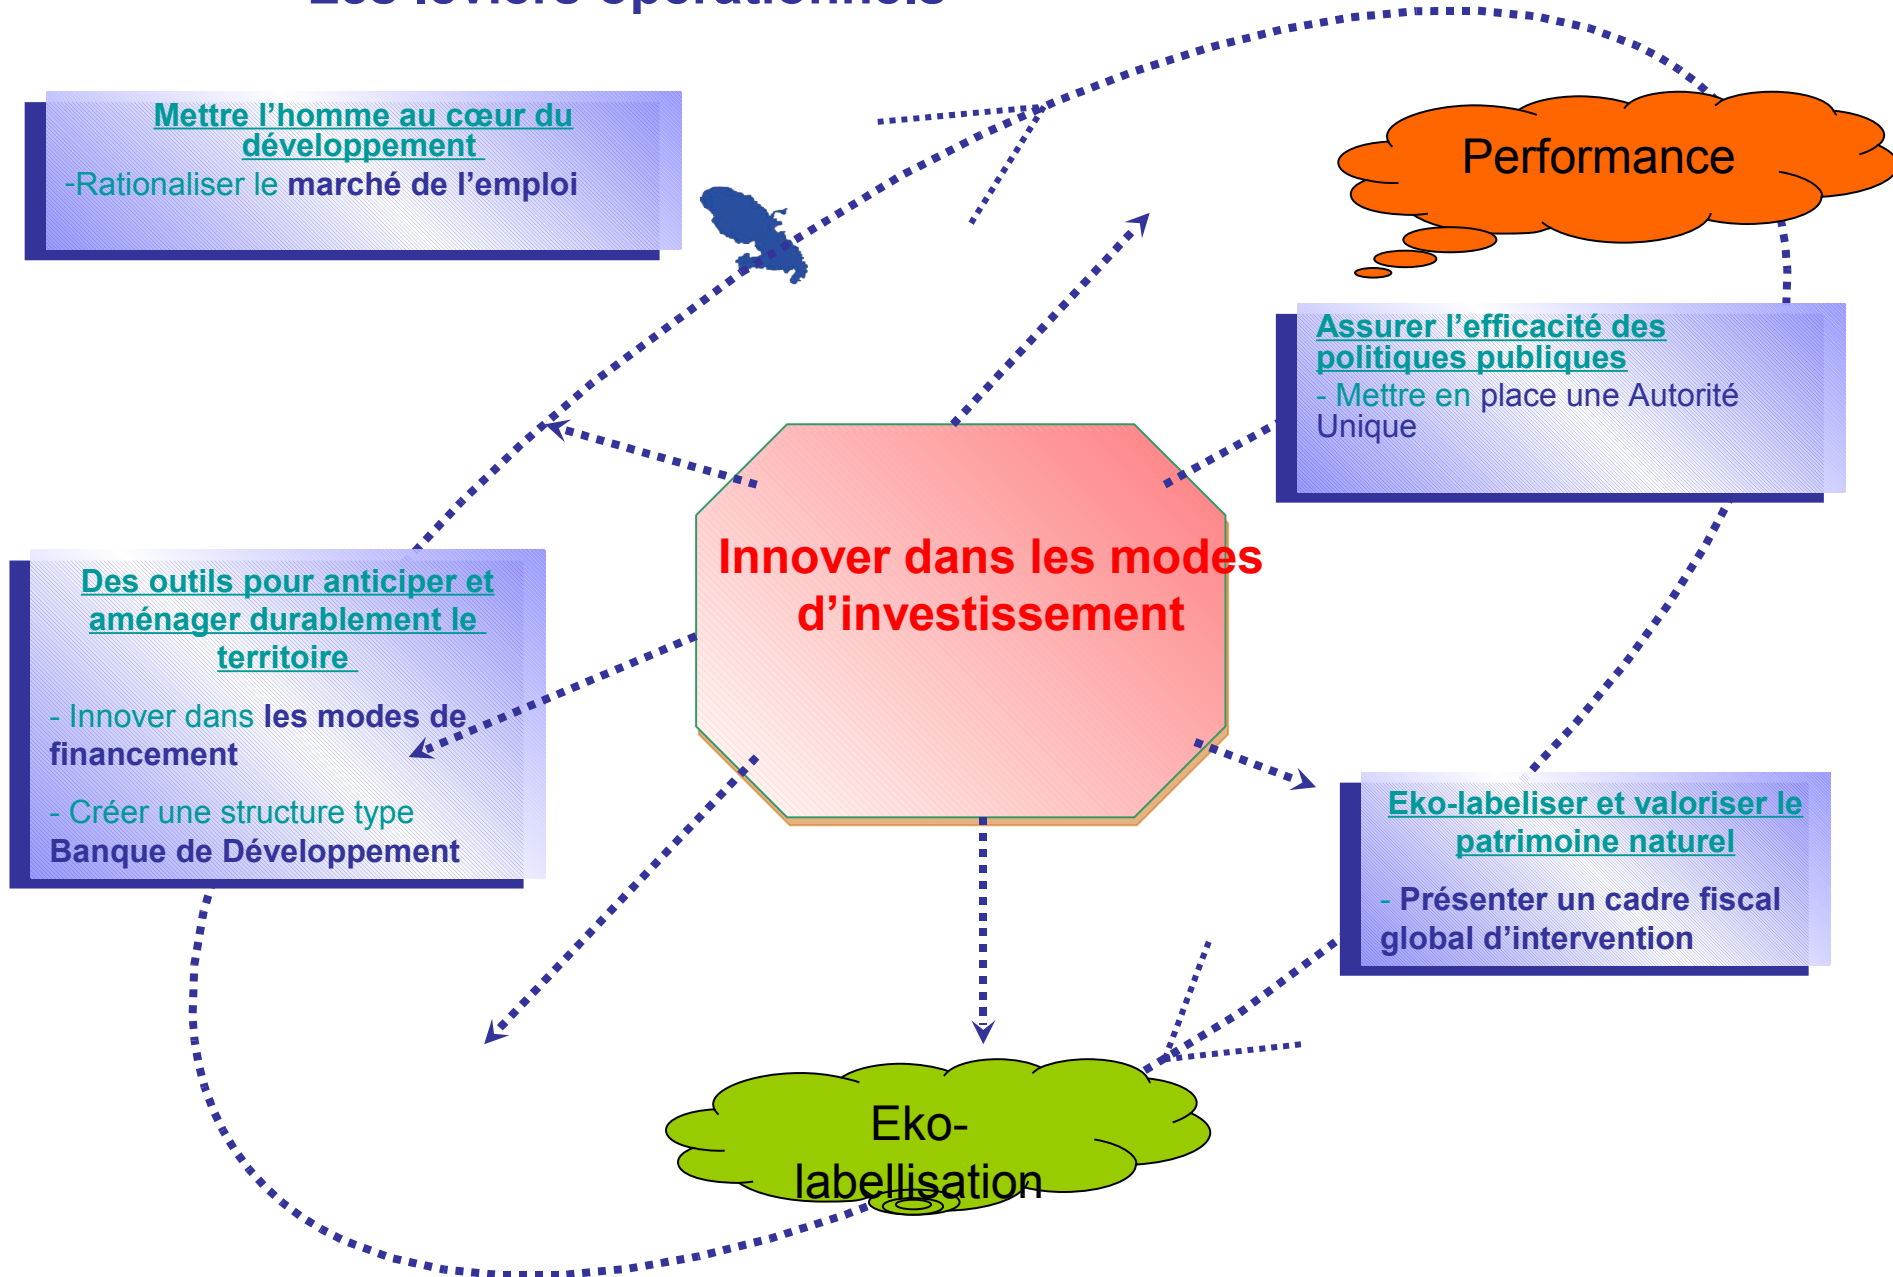 Les leviers opérationnels
Mettre l’homme au cœur du
développement
-Rationaliser le marché de l’emploi
Performance
Assurer l’efficacité des
politiques publiques
- Mettre en place une Autorité
Unique
Innover dans les modes
d’investissement
Des outils pour anticiper et
aménager durablement le
territoire
- Innover dans les modes de
financement
- Créer une structure type
Banque de Développement
Eko-labeliser et valoriser le
patrimoine naturel
- Présenter un cadre fiscal
global d’intervention
Eko-
labellisation